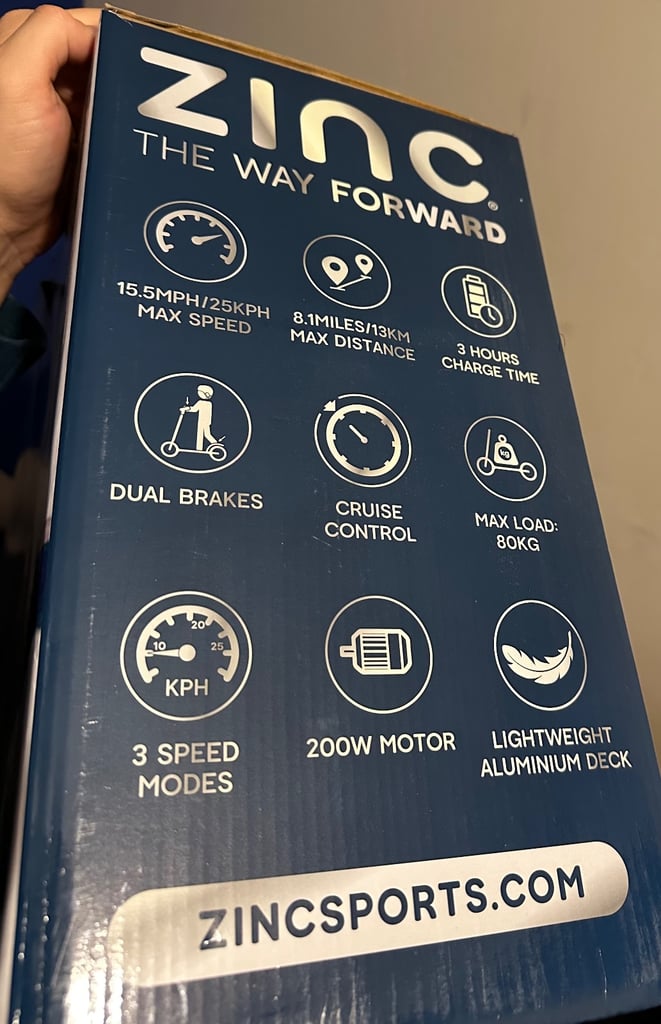 ZINC®
THE WAY FORWARD
15.5MPH/25KPH
MAX SPEED
8.1MILES/13KM
MAX DISTANCE
3 HOURS
CHARGE TIME
DUAL BRAKES
CRUISE
CONTROL
kg
MAX LOAD:
80KG
10 20 25
KPH
3 SPEED
MODES
200W MOTOR
LIGHTWEIGHT
ALUMINIUM DECK
ZINCSPORTS.COM